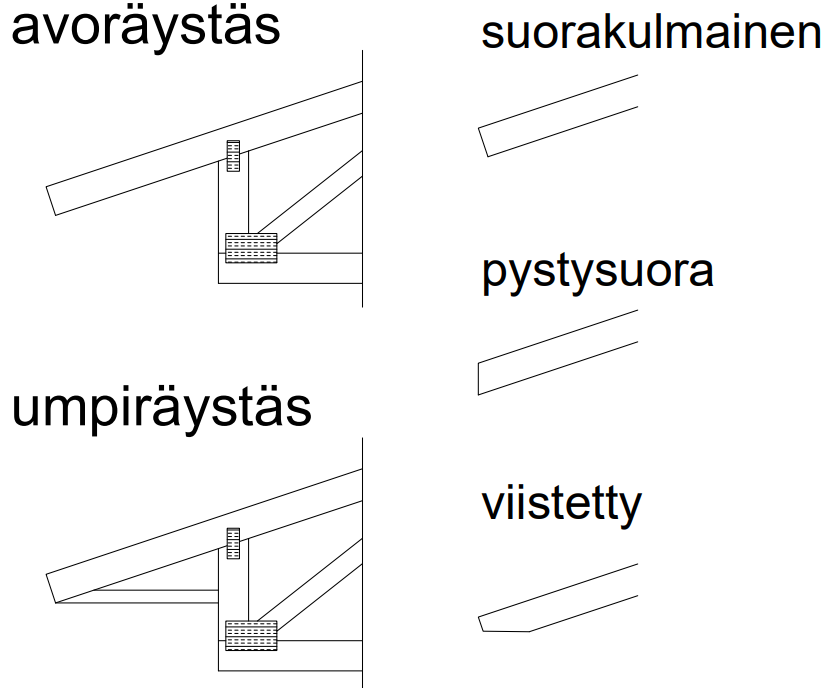 avoräystäs
umpiräystäs
suorakulmainen
pystysuora
viistetty